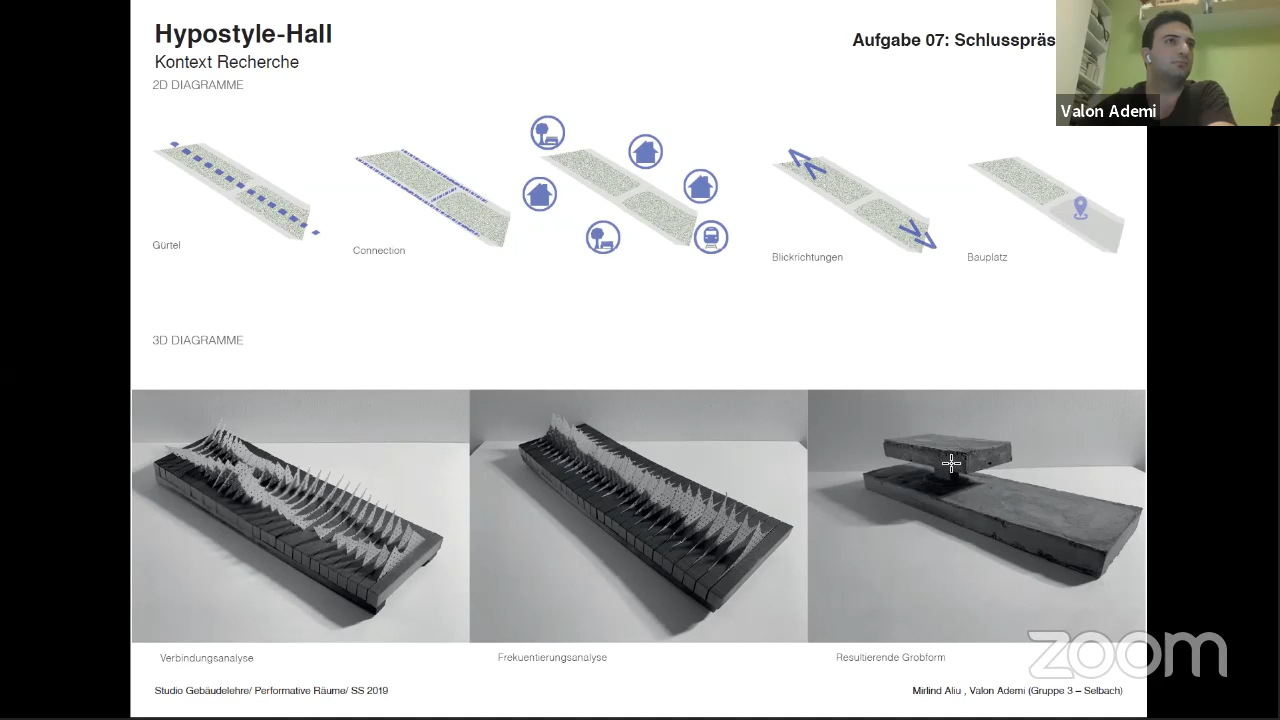 Hypostyle-Hall
Kontext Recherche
2D DIAGRAMME
Aufgabe 07: Schlusspräs
Valon Ademi
Gürtel
Connection
Blickrichtungen
Bauplatz
3D DIAGRAMME
Verbindungsanalyse
Frekuentierungsanalyse
Resultierende Grobform
zoom
Studio Gebäudelehre/ Performative Räume/ SS 2019
Mirlind Aliu , Valon Ademi (Gruppe 3 – Selbach)